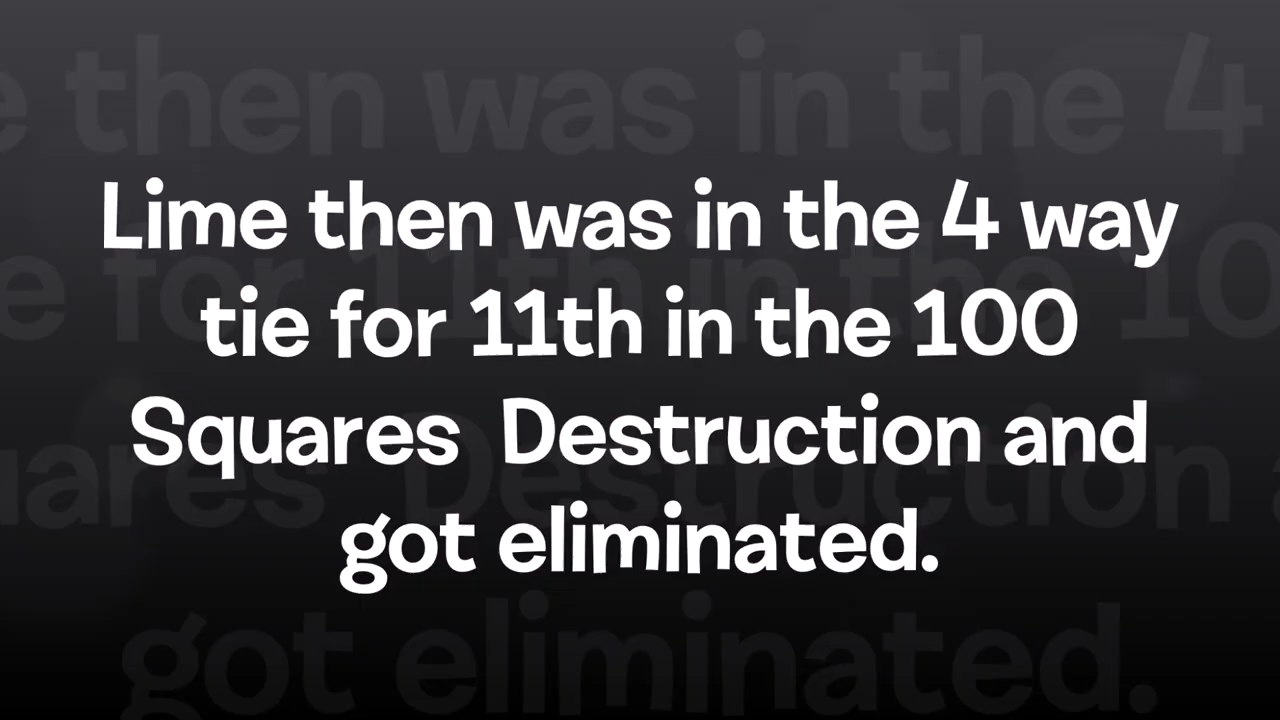 Lime then was in the 4 way
tie for 11th in the 100
Squares  Destruction and
got eliminated.